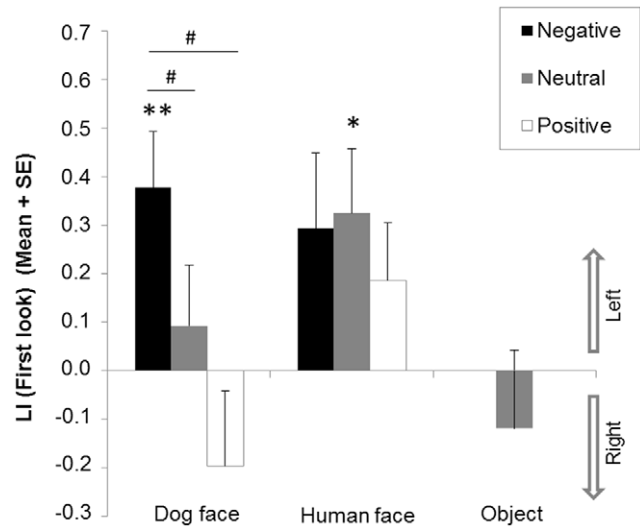 LI (First look) (Mean + SE)
0.7
0.6
0.5
0.4
0.3
0.2
0.1
0.0
-0.1
-0.2
-0.3
#
#
**
*
Negative
Neutral
Positive
Left
Right
Dog face
Human face
Object